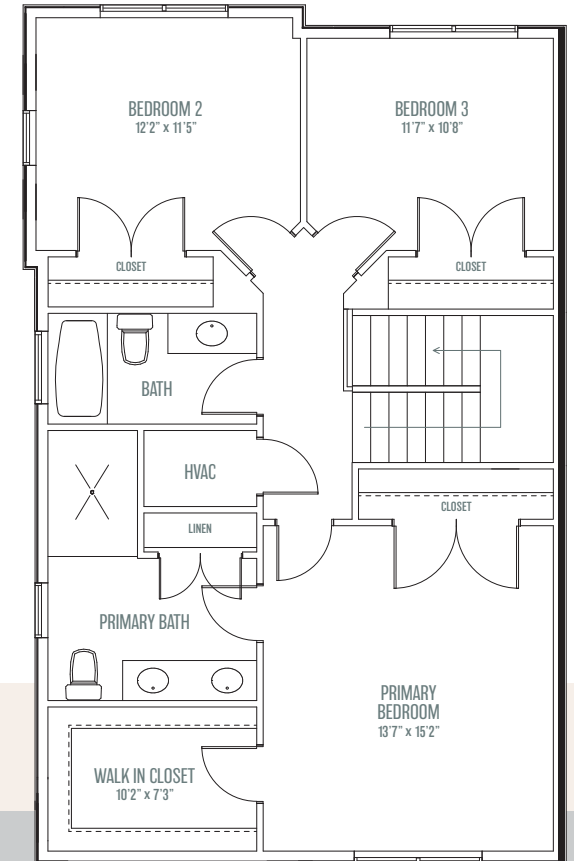 BEDROOM 2
12'2" x 11'5"
BEDROOM 3
11'7" x 10'8"
CLOSET
CLOSET
BATH
HVAC
CLOSET
LINEN
PRIMARY BATH
PRIMARY
BEDROOM
13'7" x 15'2"
WALK IN CLOSET
10'2" x 7'3"